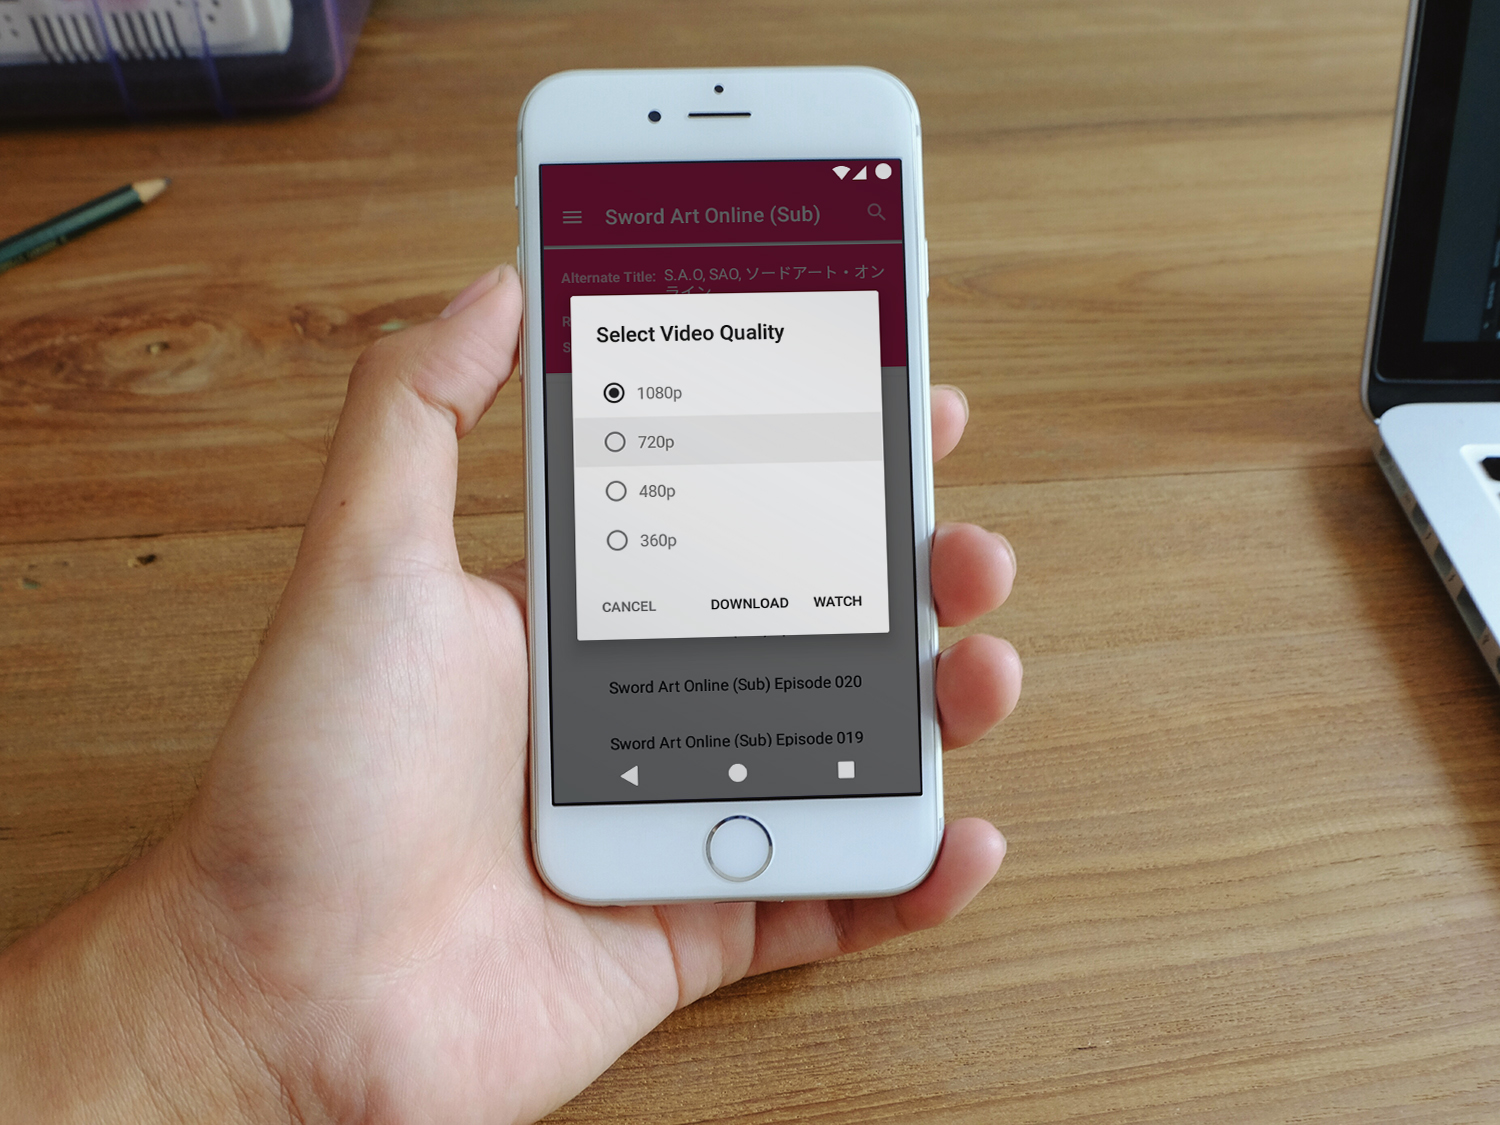 Sword Art Online (Sub)
Alternate Title: S.A.O, SAO, ソードアート・オン
ライン
R
S
Select Video Quality
1080p
720p
480p
360p
CANCEL DOWNLOAD WATCH
Sword Art Online (Sub) Episode 020
Sword Art Online (Sub) Episode 019